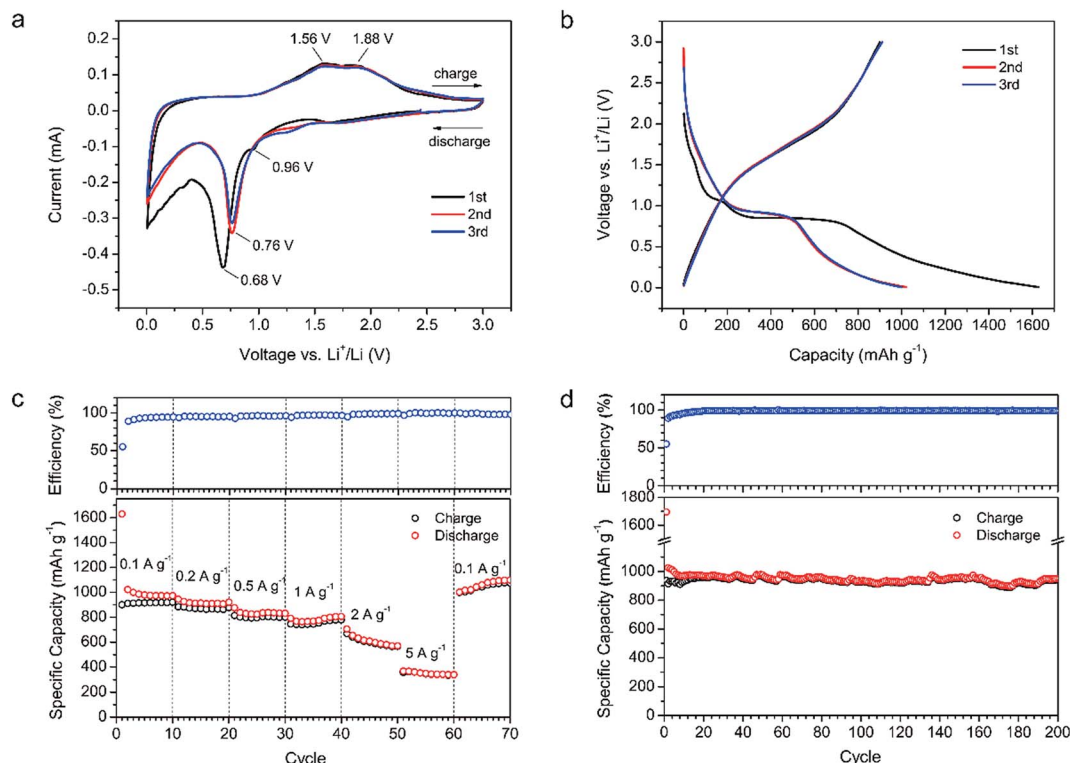 a
0.2
0.1
0.0
-0.1
-0.2
-0.3
-0.4
-0.5
Current (mA)
1.56 V
1.88 V
charge
discharge
0.96 V
0.76 V
0.68 V
1st
2nd
3rd
0.0
0.5
1.0
1.5
2.0
2.5
3.0
Voltage vs. Li⁺/Li (V)
b
3.0
2.5
2.0
1.5
1.0
0.5
0.0
Voltage vs. Li⁺/Li (V)
1st
2nd
3rd
0
200
400
600
800
1000
1200
1400
1600
Capacity (mAh g⁻¹)
c
100
50
0
Efficiency (%)
1600
1400
1200
1000
800
600
400
200
0
Specific Capacity (mAh g⁻¹)
Charge
Discharge
0.1 A g⁻¹
0.2 A g⁻¹
0.5 A g⁻¹
1 A g⁻¹
2 A g⁻¹
5 A g⁻¹
0.1 A g⁻¹
0
10
20
30
40
50
60
70
Cycle
d
100
50
0
Efficiency (%)
1800
1600
1000
800
600
400
200
0
Specific Capacity (mAh g⁻¹)
Charge
Discharge
0
20
40
60
80
100
120
140
160
180
200
Cycle